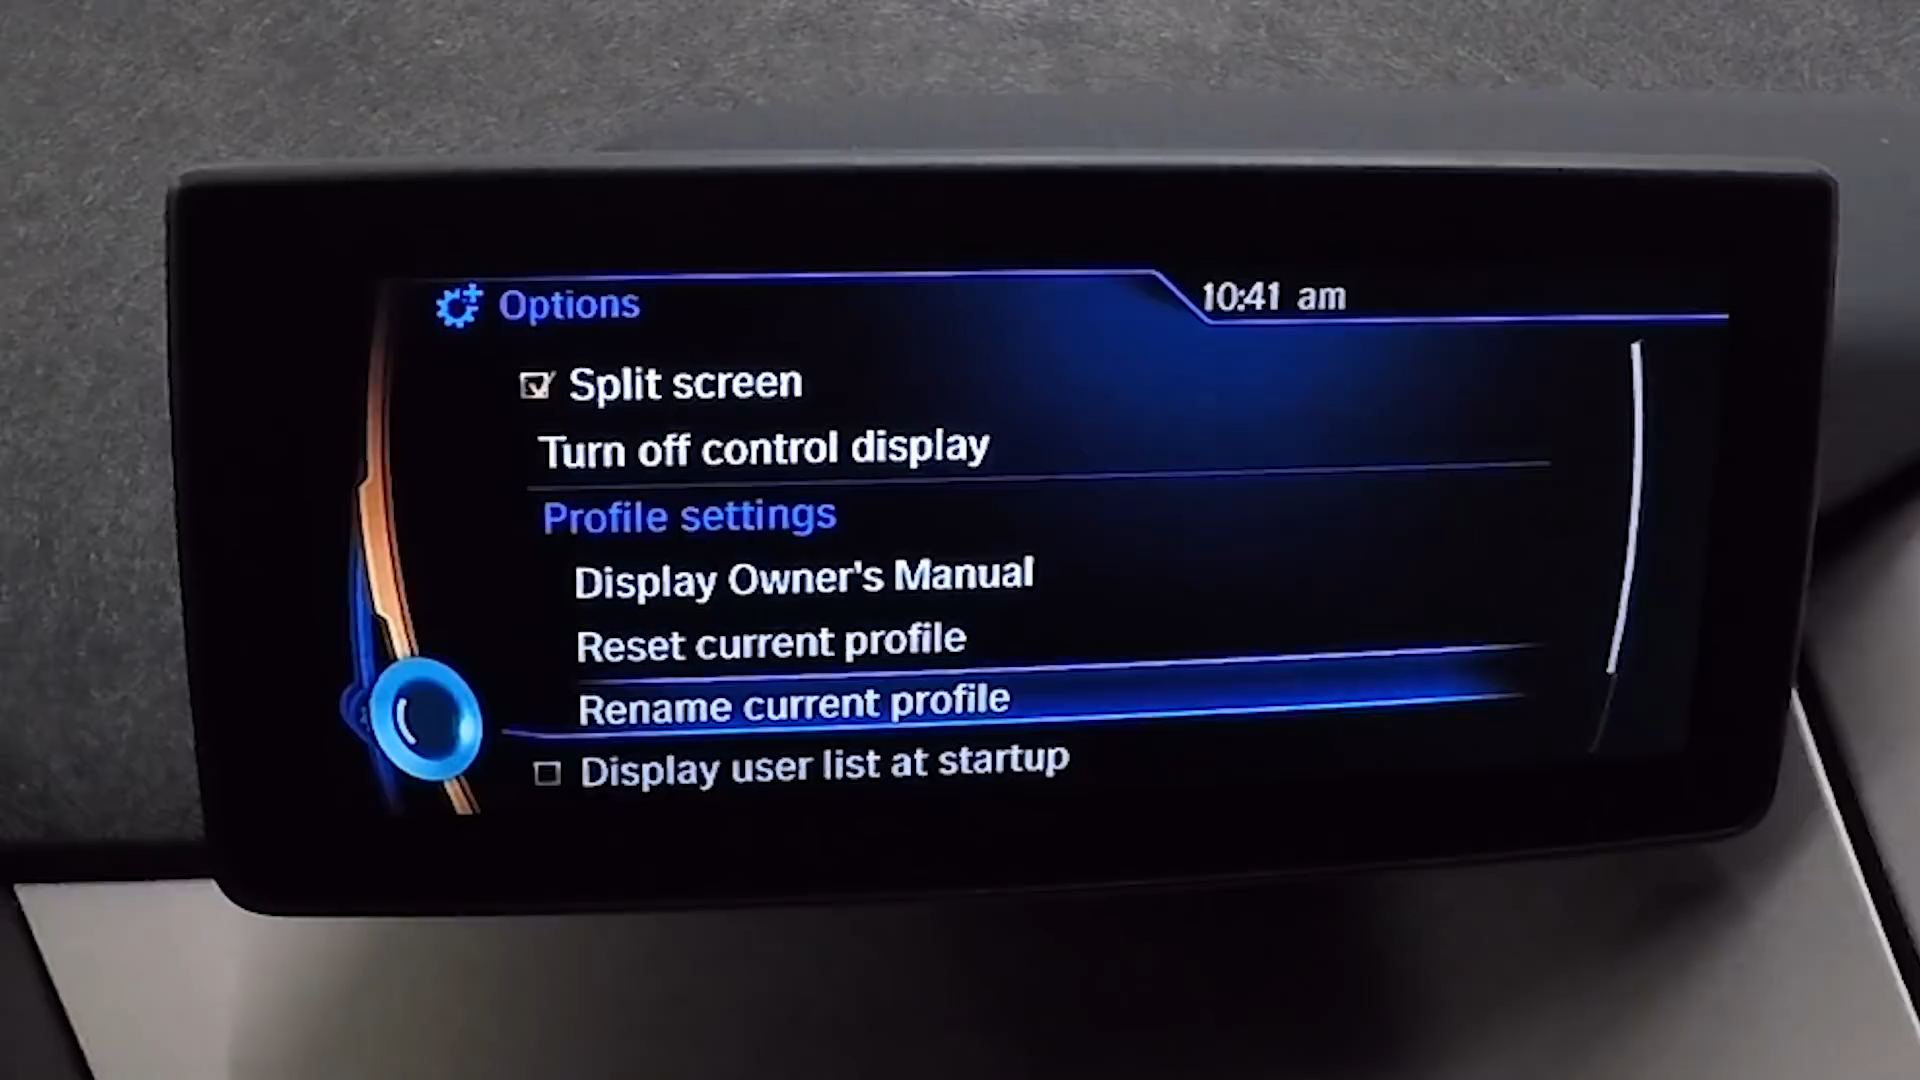 Options
10:41 am
Split screen
Turn off control display
Profile settings
Display Owner's Manual
Reset current profile
Rename current profile
Display user list at startup